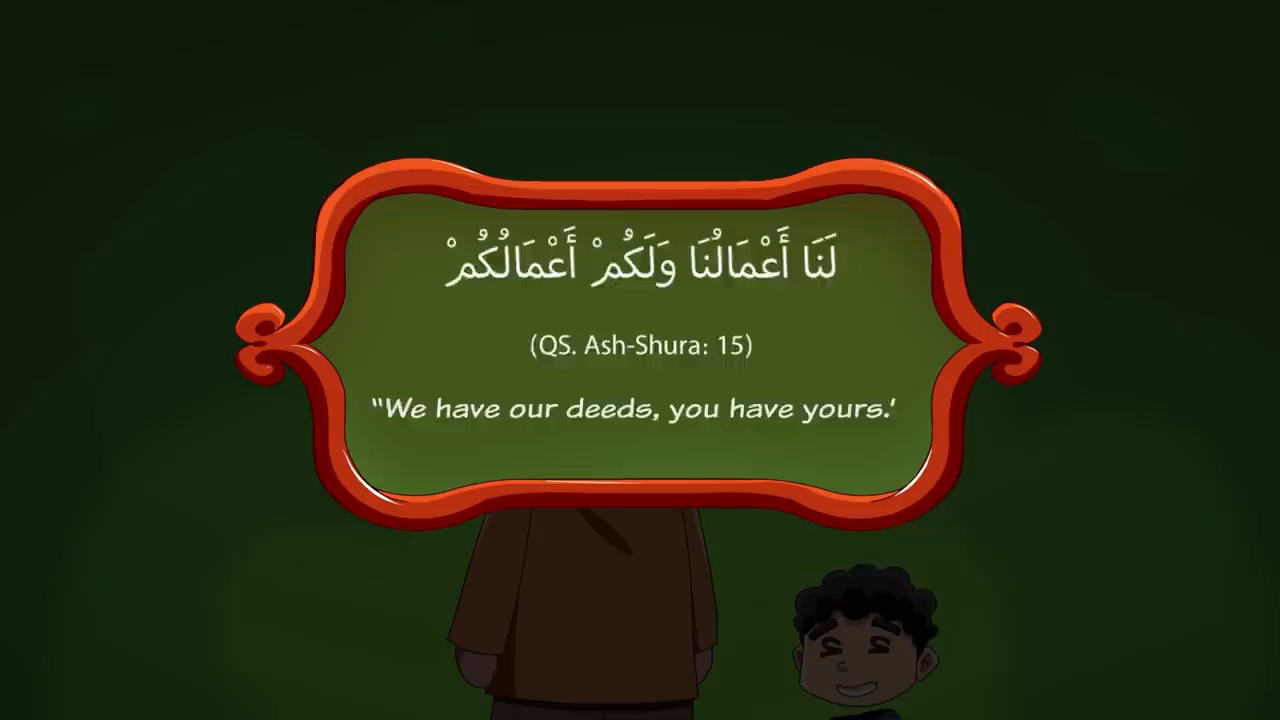 لَنَا أَعْمَالُنَا وَلَكُمْ أَعْمَالُكُمْ
(QS. Ash-Shura: 15)
“We have our deeds, you have yours.’